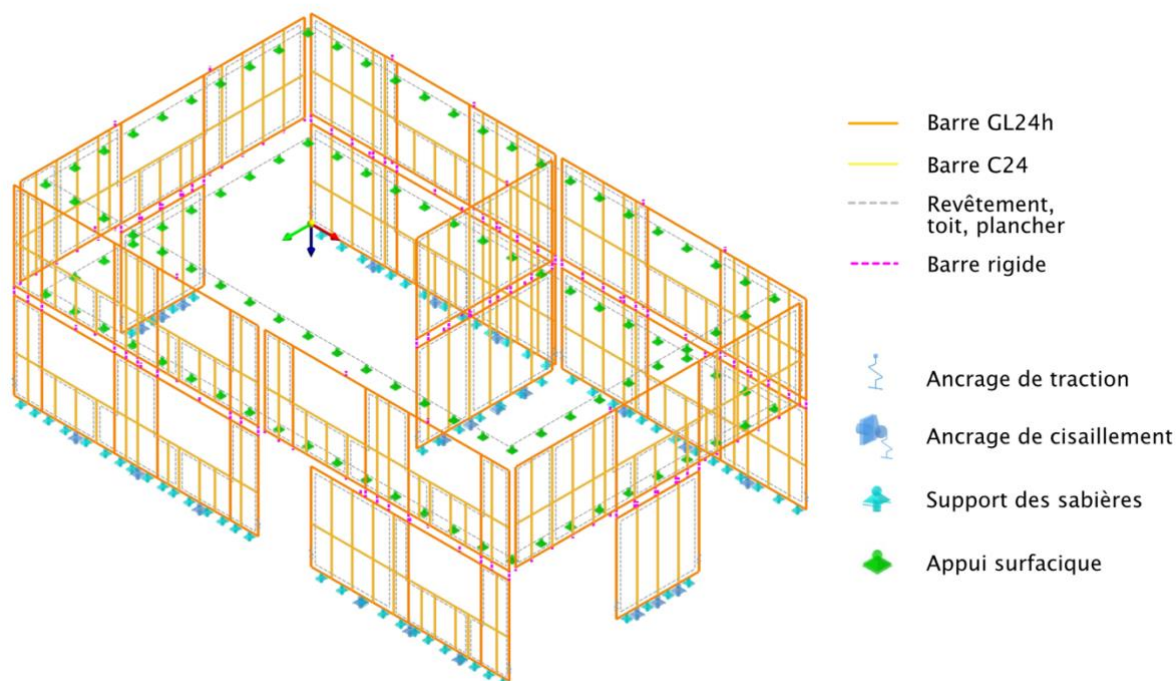 Barre GL24h
Barre C24
Revêtement,
toit, plancher
Barre rigide
Ancrage de traction
Ancrage de cisaillement
Support des sabières
Appui surfacique